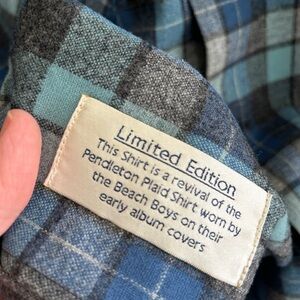 Limited Edition
This Shirt is a revival of the
Pendleton Plaid Shirt worn by
the Beach Boys on their
early album covers